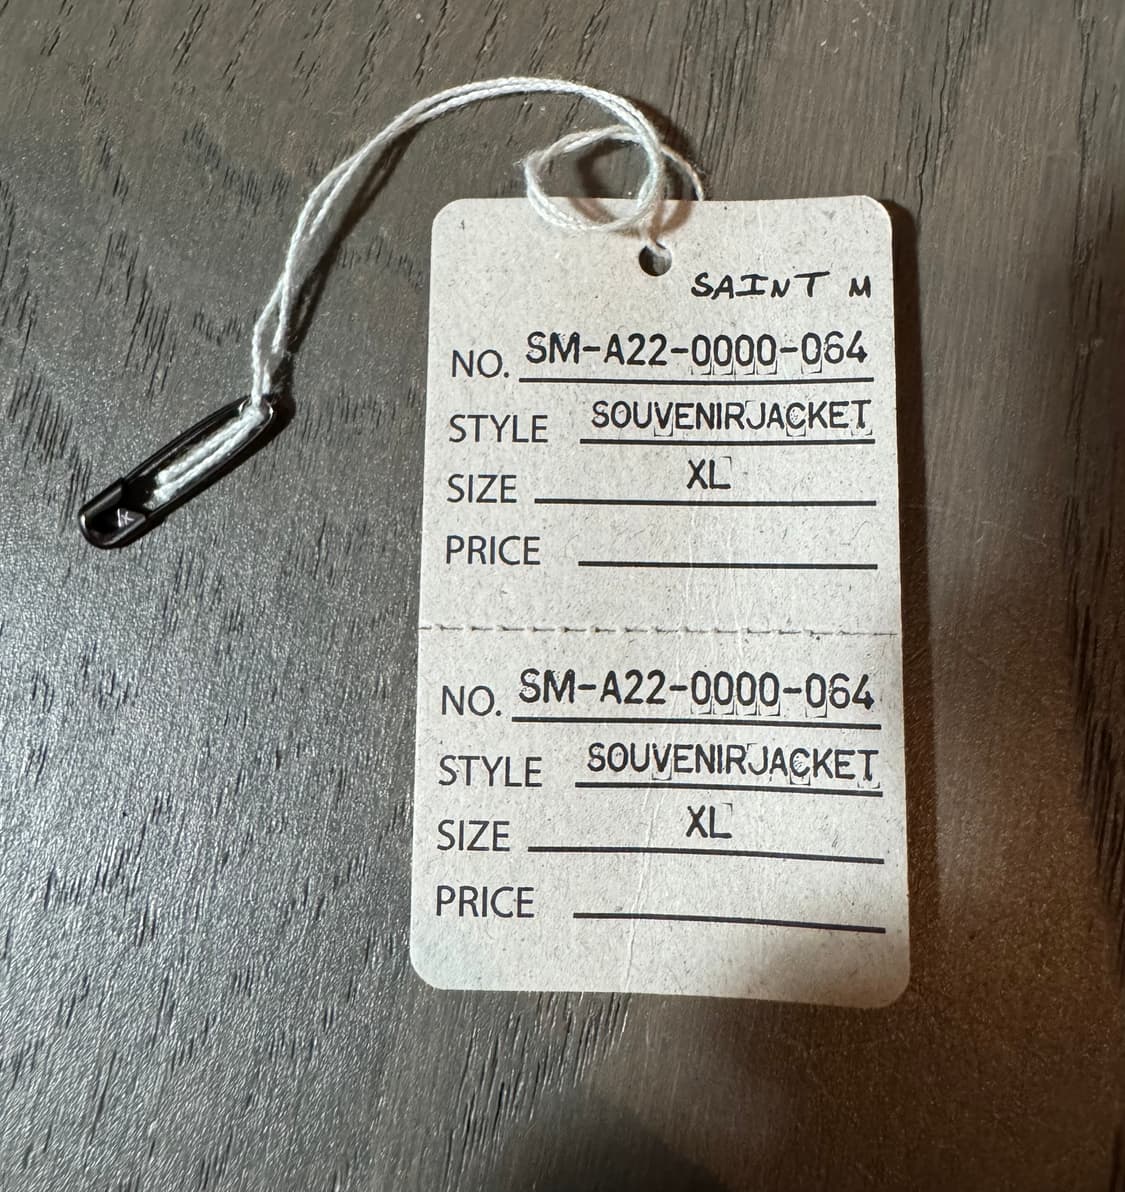 SAINT M
NO. SM-A22-0000-064
STYLE SOUVENIRJACKET
SIZE XL
PRICE
NO. SM-A22-0000-064
STYLE SOUVENIRJACKET
SIZE XL
PRICE